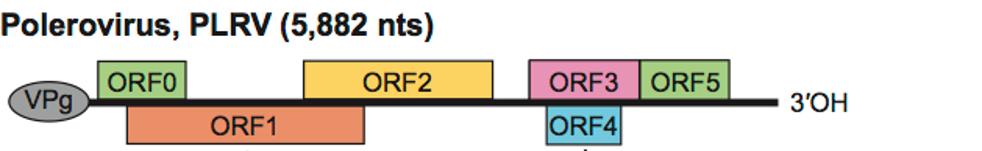 Polerovirus, PLRV (5,882 nts)
ORF0 ORF2 ORF3 ORF5
VPg 3′OH
ORF1 ORF4